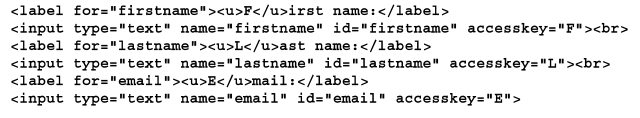 <label for="firstname"><u>F</u>irst name:</label>
<input type="text" name="firstname" id="firstname" accesskey="F"><br>
<label for="lastname"><u>L</u>ast name:</label>
<input type="text" name="lastname" id="lastname" accesskey="L"><br>
<label for="email"><u>E</u>mail:</label>
<input type="text" name="email" id="email" accesskey="E">